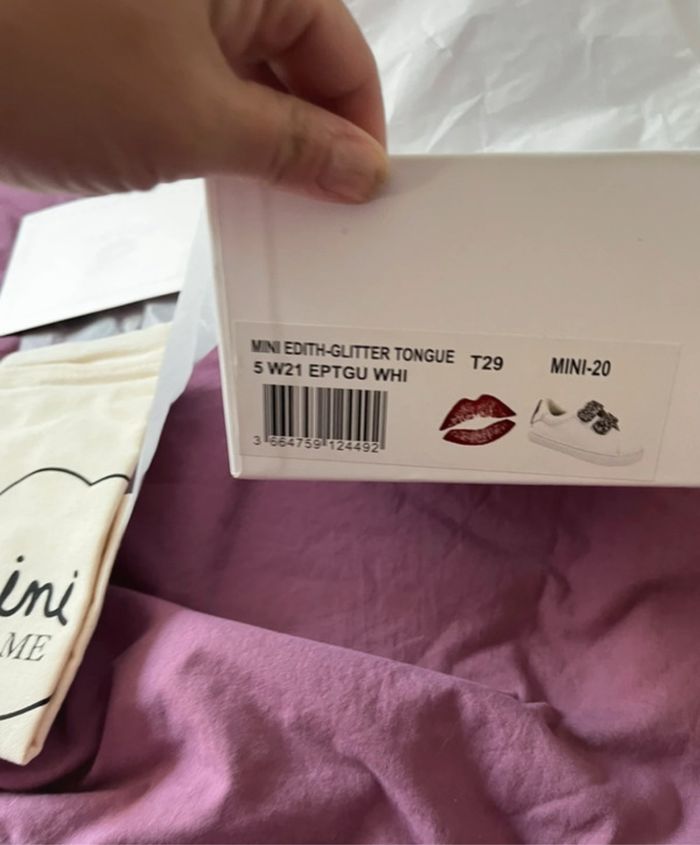 MINI EDITH-GLITTER TONGUE T29 MINI-20
5 W21 EPTGU WHI
3 664759 124492
ini
ME